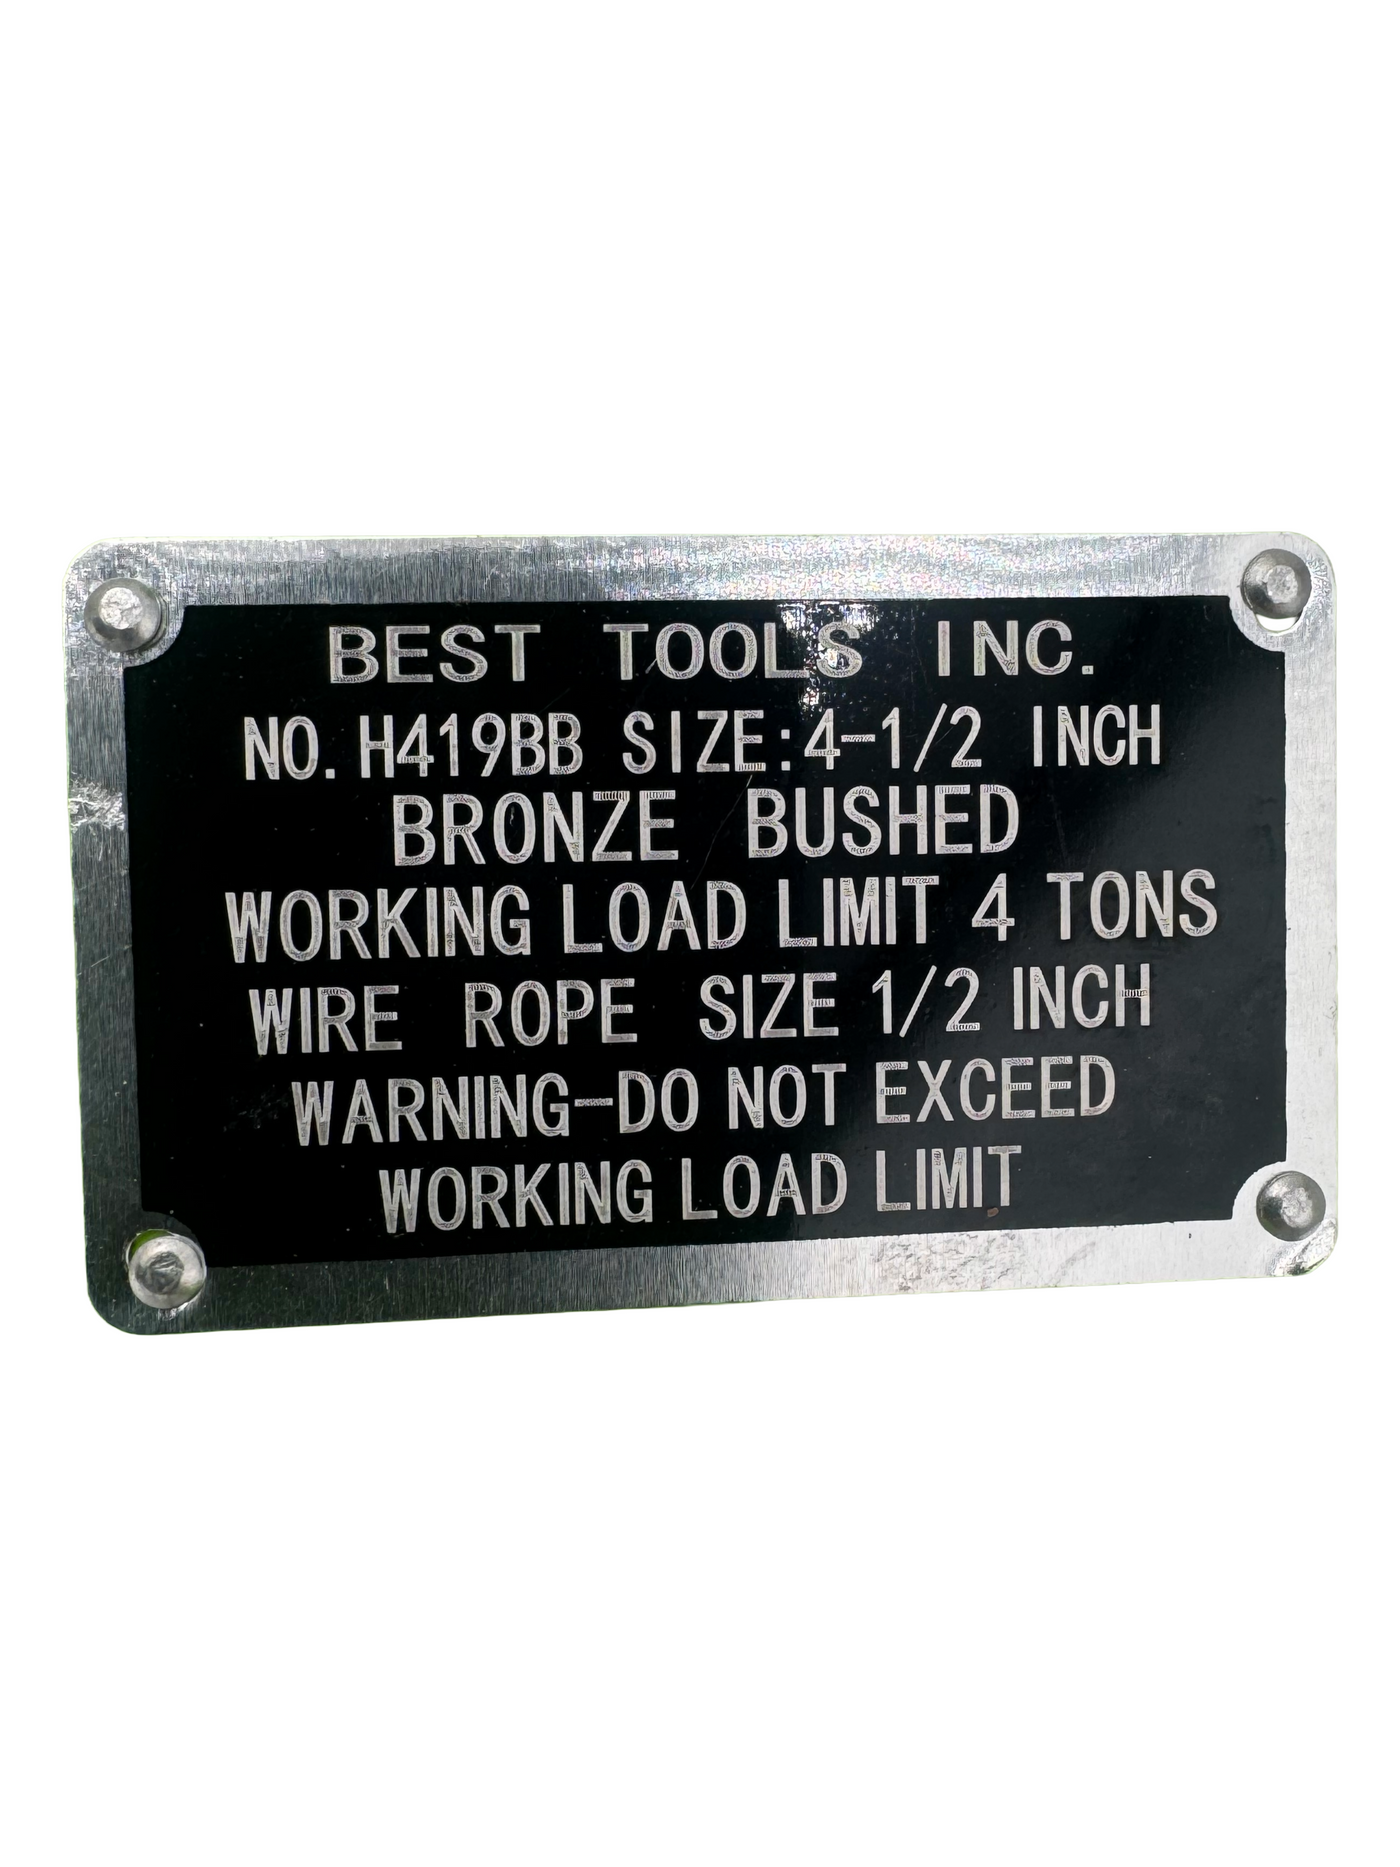 BEST TOOLS INC.
NO. H419BB SIZE:4-1/2 INCH
BRONZE BUSHED
WORKING LOAD LIMIT 4 TONS
WIRE ROPE SIZE 1/2 INCH
WARNING-DO NOT EXCEED
WORKING LOAD LIMIT